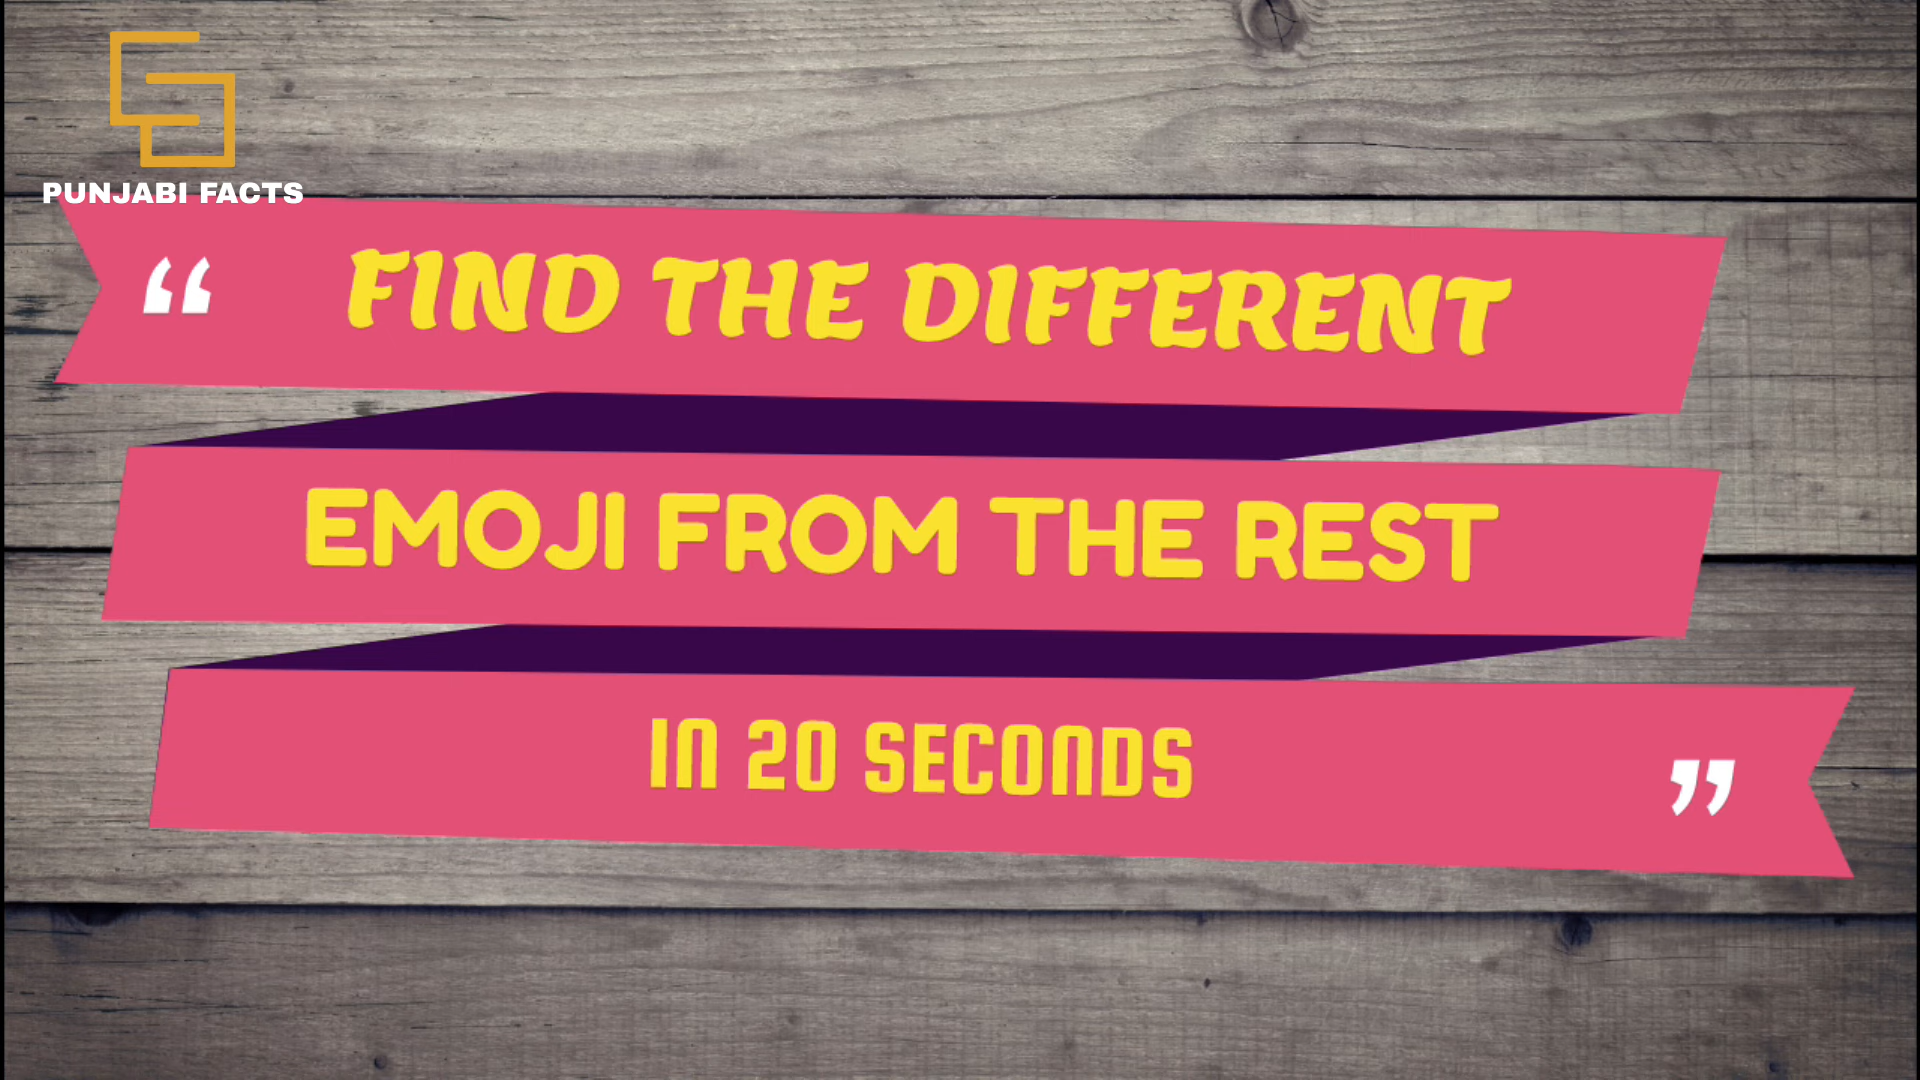 PUNJABI FACTS
“ FIND THE DIFFERENT
EMOJI FROM THE REST
IN 20 SECONDS ”